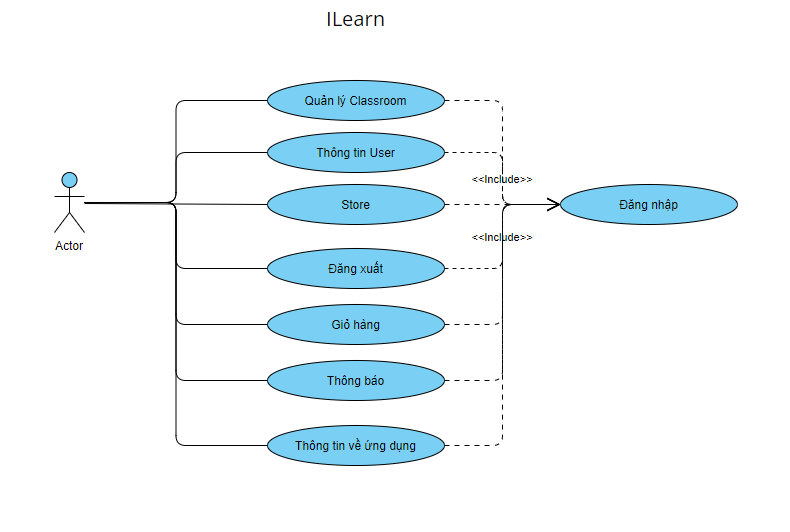 ILearn
Quản lý Classroom
Thông tin User
<<Include>>
Store
Đăng nhập
Actor
<<Include>>
Đăng xuất
Giỏ hàng
Thông báo
Thông tin về ứng dụng